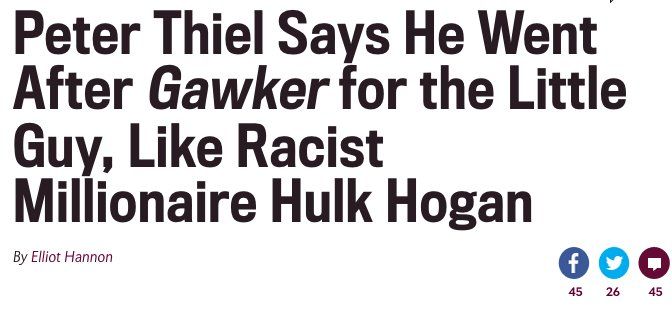 Peter Thiel Says He Went
After Gawker for the Little
Guy, Like Racist
Millionaire Hulk Hogan
By Elliot Hannon
45 26 45